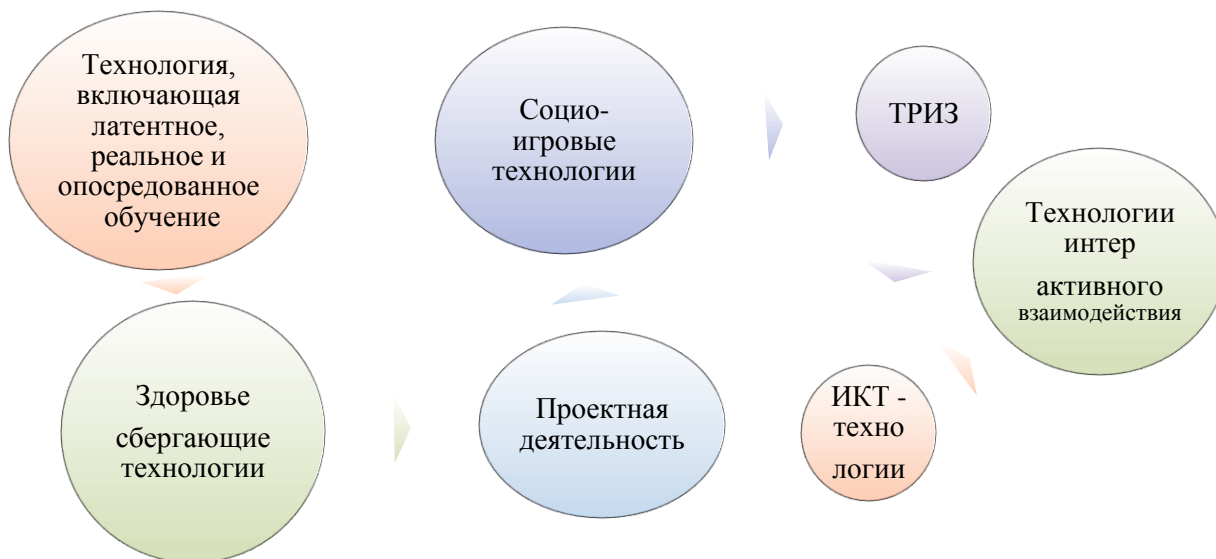 Технология,
включающая
латентное,
реальное и
опосредованное
обучение
Здоровье
сбергающие
технологии
Проектная
деятельность
Социо-
игровые
технологии
ТРИЗ
Технологии
интер
активного
взаимодействия
ИКТ -
техно
логии